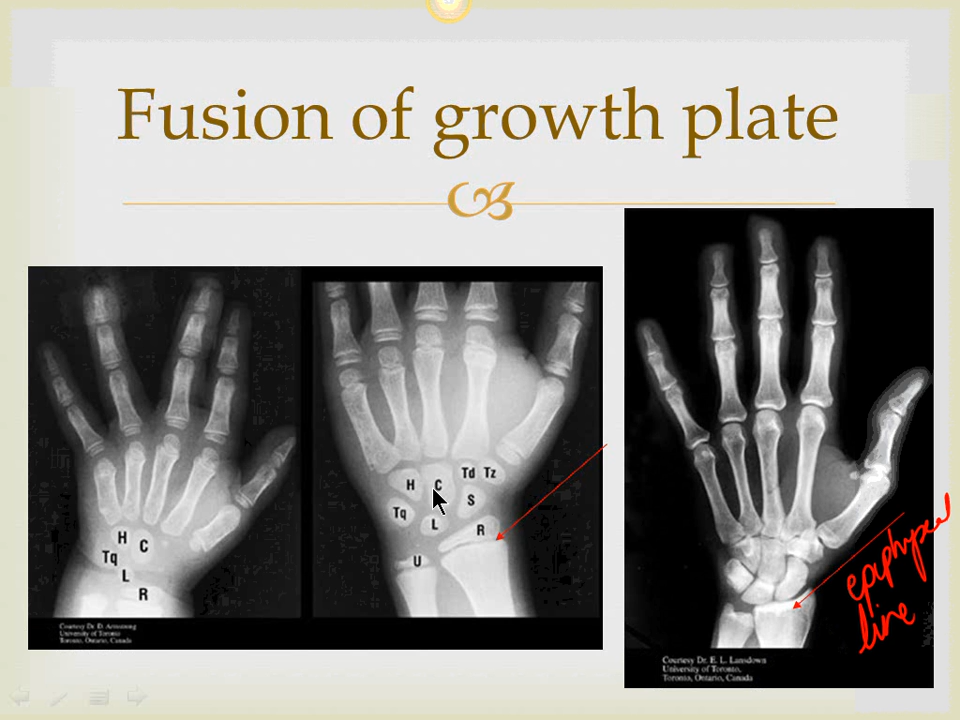 Fusion of growth plate
H
C
Tq
L
R
Courtesy Dr. D. Armstrong
University of Toronto
Toronto, Ontario, Canada
Td Tz
H
C
S
Tq
L
R
U
epiphyseal
line
Courtesy Dr. E. L. Lansdown
University of Toronto,
Toronto, Ontario, Canada